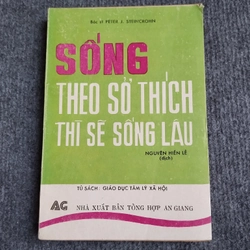 Bác sĩ PETER J. STEINCROHN
SỐNG
THEO SỞ THÍCH
THÌ SẼ SỐNG LÂU
NGUYỄN HIẾN LÊ
(dịch)
TỦ SÁCH: GIÁO DỤC TÂM LÝ XÃ HỘI
AG
NHÀ XUẤT BẢN TỔNG HỢP AN GIANG